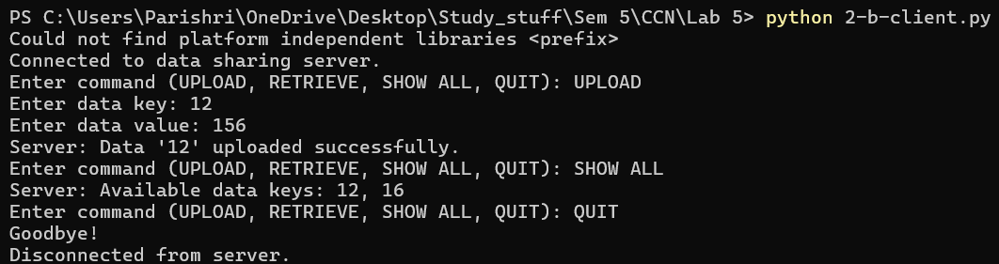 PS C:\Users\Parishri\OneDrive\Desktop\Study_stuff\Sem 5\CCN\Lab 5> python 2-b-client.py
Could not find platform independent libraries <prefix>
Connected to data sharing server.
Enter command (UPLOAD, RETRIEVE, SHOW ALL, QUIT): UPLOAD
Enter data key: 12
Enter data value: 156
Server: Data '12' uploaded successfully.
Enter command (UPLOAD, RETRIEVE, SHOW ALL, QUIT): SHOW ALL
Server: Available data keys: 12, 16
Enter command (UPLOAD, RETRIEVE, SHOW ALL, QUIT): QUIT
Goodbye!
Disconnected from server.